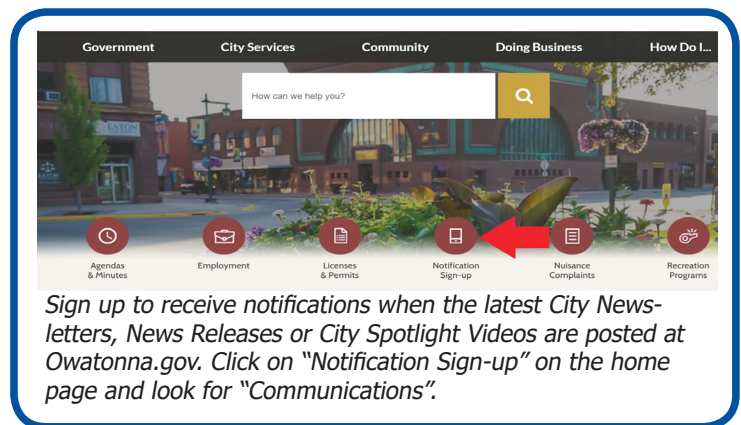 Government City Services Community Doing Business How Do I...
How can we help you?
EATON
Agendas
& Minutes
Employment
Licenses
& Permits
Notification
Sign-up
Nuisance
Complaints
Recreation
Programs
Sign up to receive notifications when the latest City News-
letters, News Releases or City Spotlight Videos are posted at
Owatonna.gov. Click on “Notification Sign-up” on the home
page and look for “Communications”.